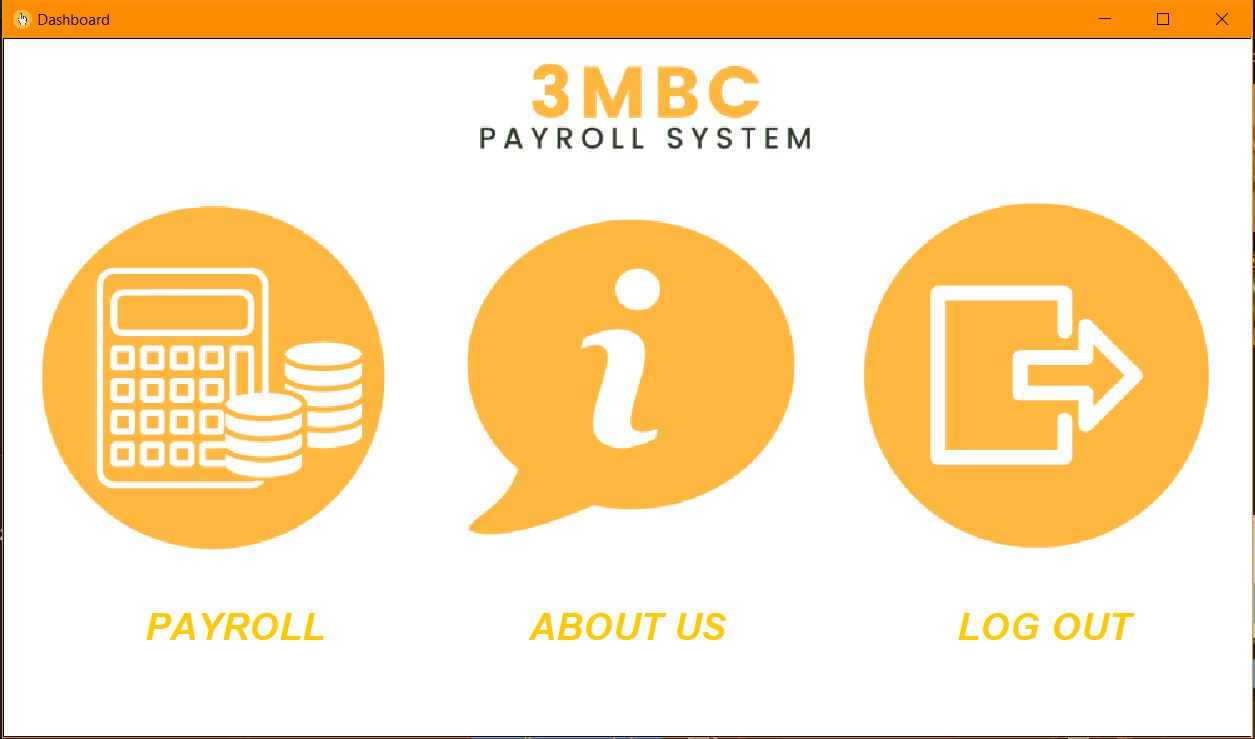 Dashboard
3MBC
PAYROLL SYSTEM
i
PAYROLL
ABOUT US
LOG OUT